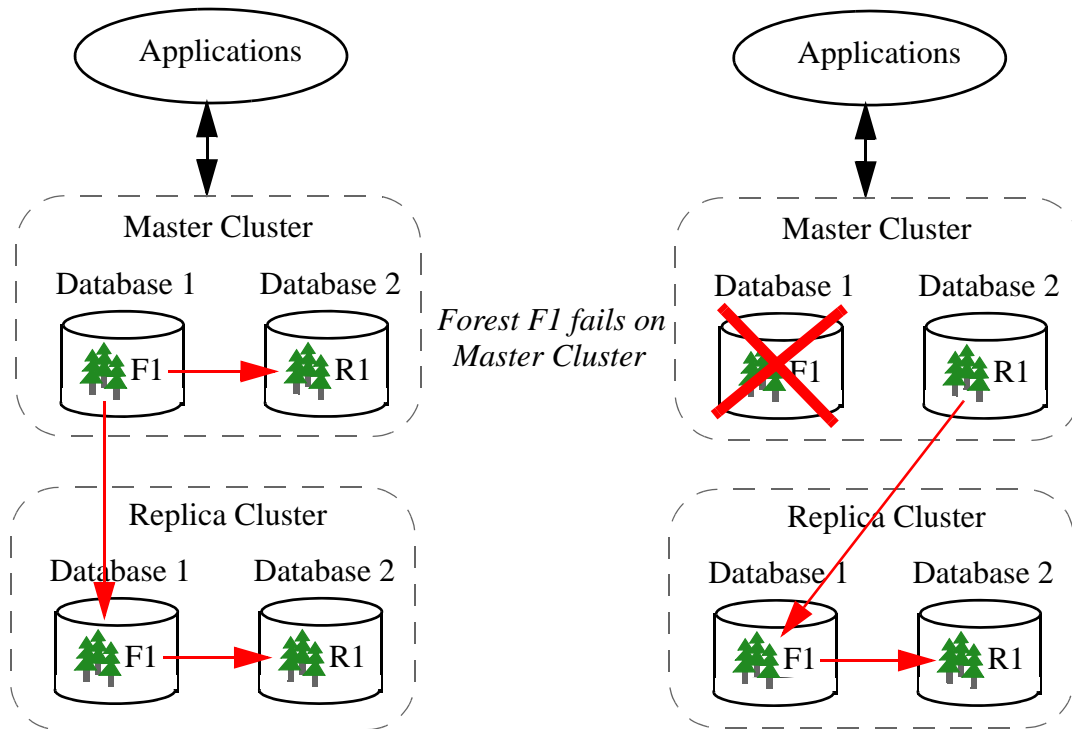 Applications
Master Cluster
Database 1 Database 2
F1 R1
Replica Cluster
Database 1 Database 2
F1 R1
Forest F1 fails on
Master Cluster
Applications
Master Cluster
Database 1 Database 2
F1 R1
Replica Cluster
Database 1 Database 2
F1 R1